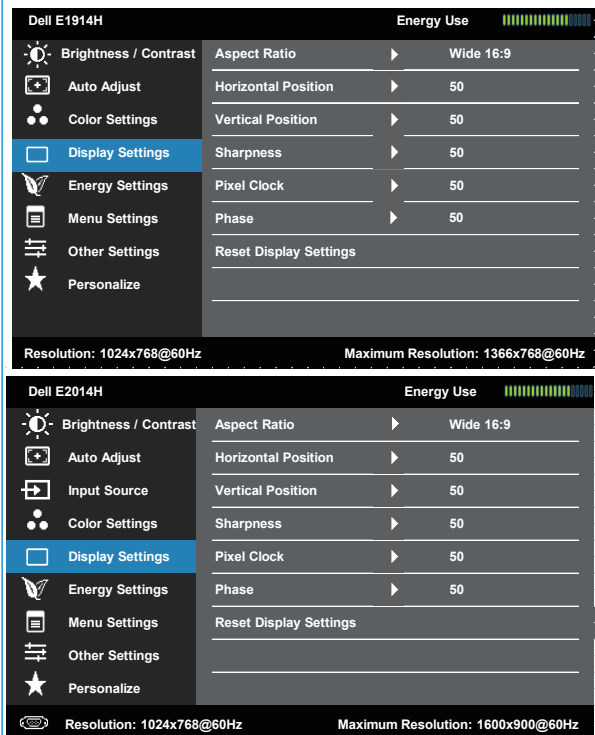 Dell E1914H Energy Use
Brightness / Contrast Aspect Ratio Wide 16:9
Auto Adjust Horizontal Position 50
Color Settings Vertical Position 50
Display Settings Sharpness 50
Energy Settings Pixel Clock 50
Menu Settings Phase 50
Other Settings Reset Display Settings
Personalize
Resolution: 1024x768@60Hz Maximum Resolution: 1366x768@60Hz
Dell E2014H Energy Use
Brightness / Contrast Aspect Ratio Wide 16:9
Auto Adjust Horizontal Position 50
Input Source Vertical Position 50
Color Settings Sharpness 50
Display Settings Pixel Clock 50
Energy Settings Phase 50
Menu Settings Reset Display Settings
Other Settings
Personalize
Resolution: 1024x768@60Hz Maximum Resolution: 1600x900@60Hz